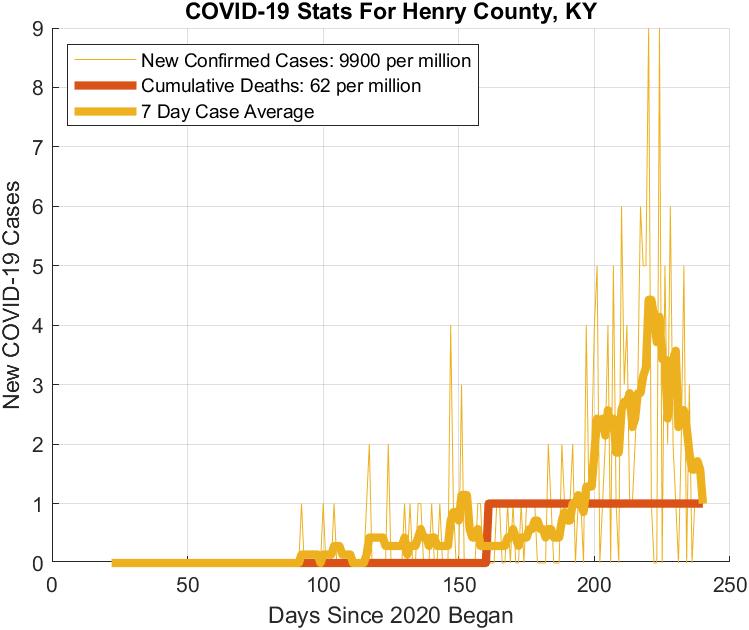 COVID-19 Stats For Henry County, KY
New Confirmed Cases: 9900 per million
Cumulative Deaths: 62 per million
7 Day Case Average
New COVID-19 Cases
9
8
7
6
5
4
3
2
1
0
0 50 100 150 200 250
Days Since 2020 Began